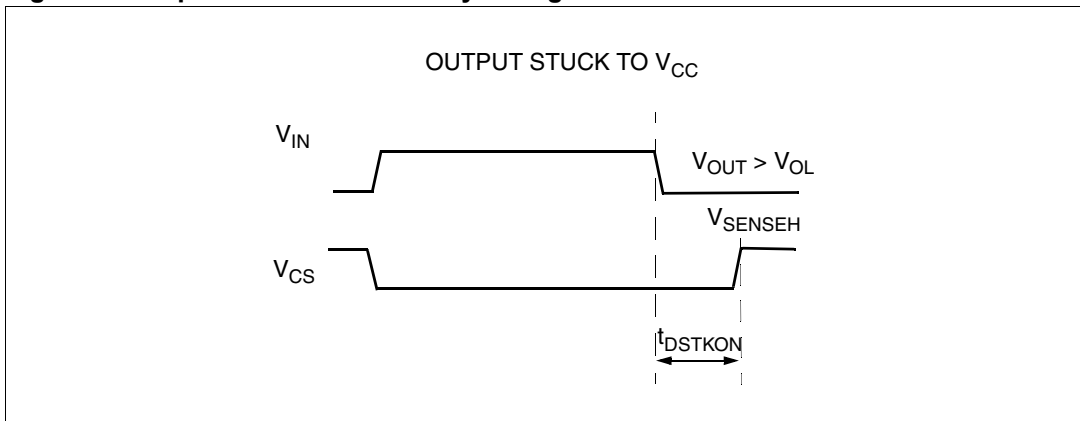 OUTPUT STUCK TO VCC
VIN
VOUT > VOL
VSENSEH
VCS
tDSTKON